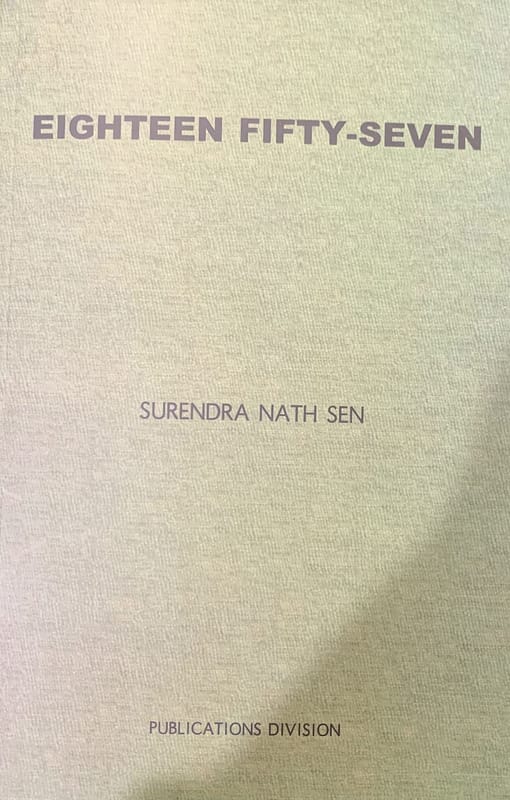 EIGHTEEN FIFTY-SEVEN
SURENDRA NATH SEN
PUBLICATIONS DIVISION